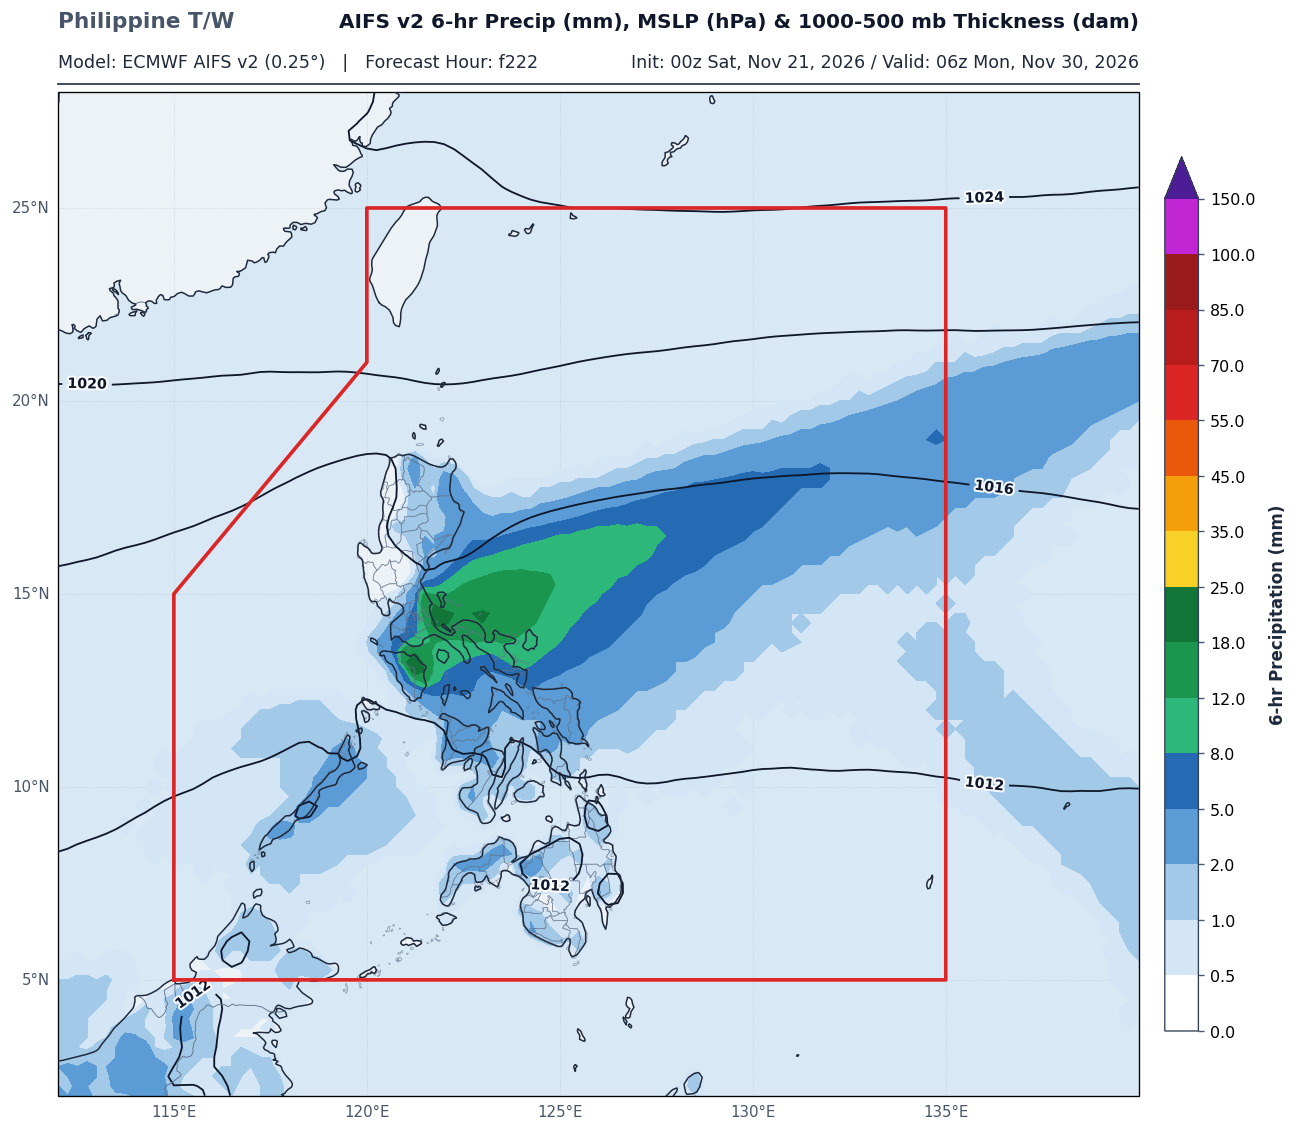 Philippine T/W
AIFS v2 6-hr Precip (mm), MSLP (hPa) & 1000-500 mb Thickness (dam)
Model: ECMWF AIFS v2 (0.25°) | Forecast Hour: f222
Init: 00z Sat, Nov 21, 2026 / Valid: 06z Mon, Nov 30, 2026
25°N
20°N
15°N
10°N
5°N
115°E
120°E
125°E
130°E
135°E
1024
1020
1016
1012
1012
1012
150.0
100.0
85.0
70.0
55.0
45.0
35.0
25.0
18.0
12.0
8.0
5.0
2.0
1.0
0.5
0.0
6-hr Precipitation (mm)